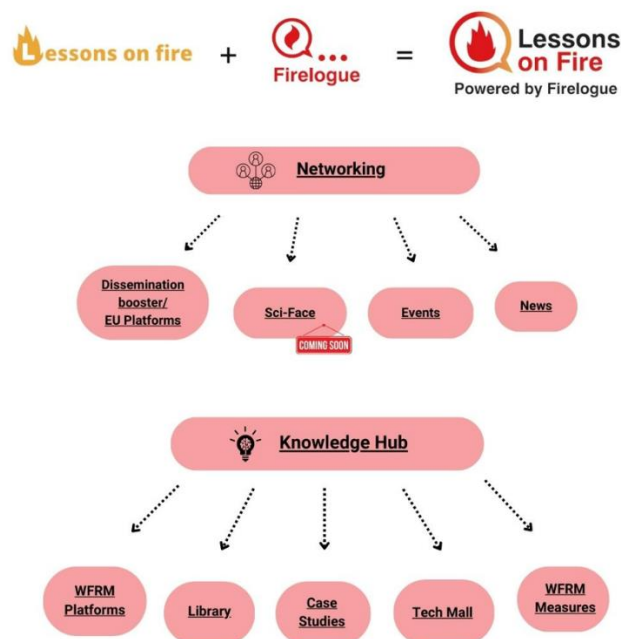 Lessons on fire
+
Firelogue
=
Lessons
on Fire
Powered by Firelogue
Networking
Dissemination
booster/
EU Platforms
Sci-Face
COMING SOON
Events
News
Knowledge Hub
WFRM
Platforms
Library
Case
Studies
Tech Mall
WFRM
Measures